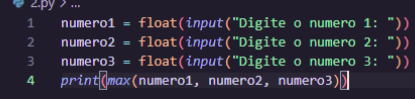 2.py > ...
1 numero1 = float(input("Digite o numero 1: "))
2 numero2 = float(input("Digite o numero 2: "))
3 numero3 = float(input("Digite o numero 3: "))
4 print(max(numero1, numero2, numero3))